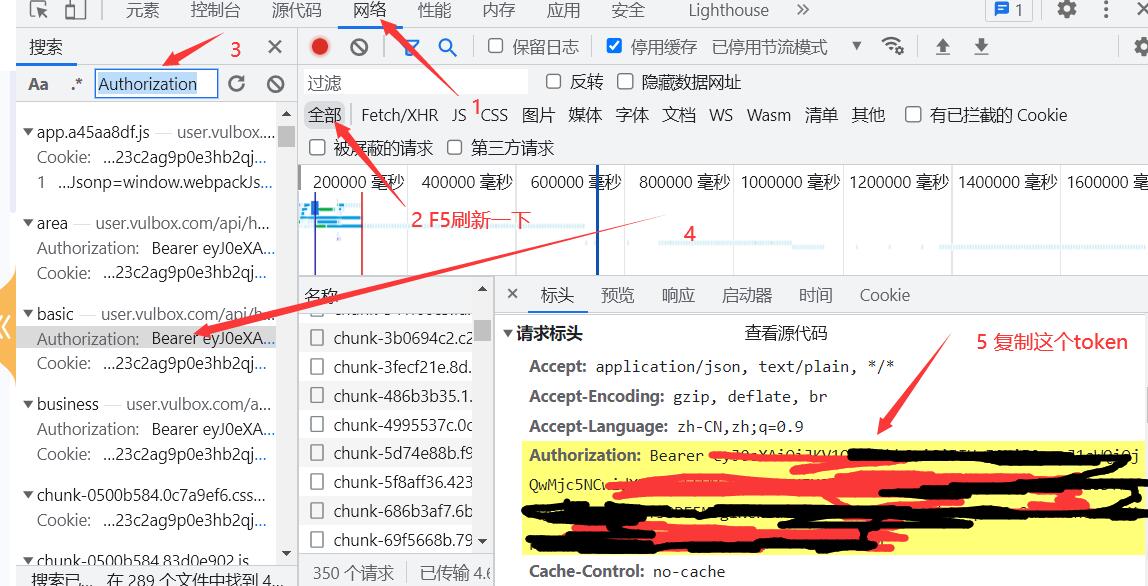 元素 控制台 源代码 网络 性能 内存 应用 安全 Lighthouse » 1
搜索
3
保留日志 停用缓存 已停用节流模式
Aa .* Authorization
过滤 反转 隐藏数据网址
1
全部 Fetch/XHR JS CSS 图片 媒体 字体 文档 WS Wasm 清单 其他 有已拦截的 Cookie
被屏蔽的请求 第三方请求
200000 毫秒 400000 毫秒 600000 毫秒 800000 毫秒 1000000 毫秒 1200000 毫秒 1400000 毫秒 1600000 毫
2 F5刷新一下
4
app.a45aa8df.js — user.vulbox....
Cookie: ...23c2ag9p0e3hb2qj...
1 ...Jsonp=window.webpackJs...
area — user.vulbox.com/api/h...
Authorization: Bearer eyJ0eXA...
Cookie: ...23c2ag9p0e3hb2qj...
basic — user.vulbox.com/api/h...
Authorization: Bearer eyJ0eXA...
Cookie: ...23c2ag9p0e3hb2qj...
business — user.vulbox.com/a...
Authorization: Bearer eyJ0eXA...
Cookie: ...23c2ag9p0e3hb2qj...
chunk-0500b584.0c7a9ef6.css...
Cookie: ...23c2ag9p0e3hb2qj...
chunk-0500b584.83d0e902.js
搜索已... 在 289 个文件中找到 4...
名称
chunk-3b0694c2.c2
chunk-3fecf21e.8d.
chunk-486b3b35.1.
chunk-4995537c.0c
chunk-5d74e88b.f9
chunk-5f8aff36.423
chunk-686b3af7.6b
chunk-69f5668b.79
350 个请求 已传输 4.6
标头 预览 响应 启动器 时间 Cookie
请求标头 查看源代码
5 复制这个token
Accept: application/json, text/plain, */*
Accept-Encoding: gzip, deflate, br
Accept-Language: zh-CN,zh;q=0.9
Authorization: Bearer
Cache-Control: no-cache